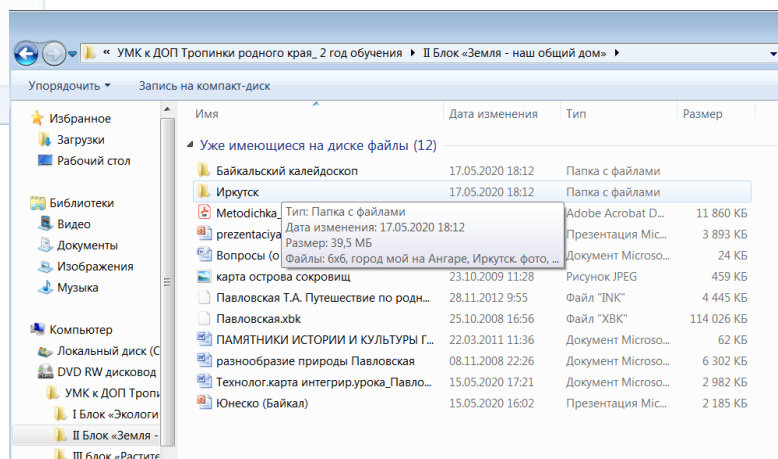 « УМК к ДОП Тропинки родного края_ 2 год обучения ▸ II Блок «Земля - наш общий дом» ▸
Упорядочить ▾ Запись на компакт-диск
Избранное
Загрузки
Рабочий стол
Библиотеки
Видео
Документы
Изображения
Музыка
Компьютер
Локальный диск (C
DVD RW дисковод
УМК к ДОП Тропи
I Блок «Экологи
II Блок «Земля -
III блок «Растите
Имя Дата изменения Тип Размер
Уже имеющиеся на диске файлы (12)
Байкальский калейдоскоп 17.05.2020 18:12 Папка с файлами
Иркутск 17.05.2020 18:12 Папка с файлами
Metodichka_ Adobe Acrobat D... 11 860 КБ
prezentaciya Презентация Mic... 3 893 КБ
Вопросы (о Документ Microso... 24 КБ
Тип: Папка с файлами
Дата изменения: 17.05.2020 18:12
Размер: 39,5 МБ
Файлы: 6х6, город мой на Ангаре, Иркутск. фото, ...
карта острова сокровищ 23.10.2009 11:28 Рисунок JPEG 459 КБ
Павловская Т.А. Путешествие по родн... 28.11.2012 9:55 Файл "INK" 4 445 КБ
Павловская.xbk 25.10.2008 16:56 Файл "XBK" 114 026 КБ
ПАМЯТНИКИ ИСТОРИИ И КУЛЬТУРЫ Г... 22.03.2011 11:36 Документ Microso... 62 КБ
разнообразие природы Павловская 08.11.2008 22:26 Документ Microso... 6 302 КБ
Технолог.карта интегрир.урока_Павло... 15.05.2020 17:21 Документ Microso... 2 982 КБ
Юнеско (Байкал) 15.05.2020 16:02 Презентация Mic... 2 185 КБ